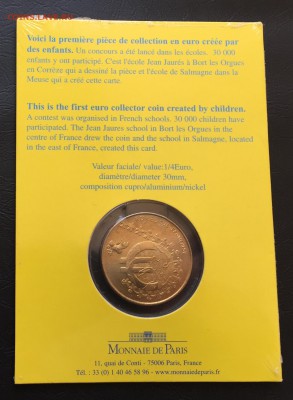 Voici la première pièce de collection en euro créée par
des enfants. Un concours a été lancé dans les écoles. 30 000
enfants y ont participé. C'est l'école Jean Jaurès à Bort les Orgues
en Corrèze qui a dessiné la pièce et l'école de Salmagne dans la
Meuse qui a créé cette carte.
This is the first euro collector coin created by children.
A contest was organised in French schools. 30 000 children have
participated. The Jean Jaures school in Bort les Orgues in the
centre of France drew the coin and the school in Salmagne, located
in the east of France, created this card.
Valeur faciale/ value:1/4Euro,
diamètre/diameter 30mm,
composition cupro/aluminium/nickel
MONNAIE DE PARIS
11, quai de Conti - 75006 Paris, France
Tél. : 33 (0) 1 40 46 58 96 - www.monnaiedeparis.fr